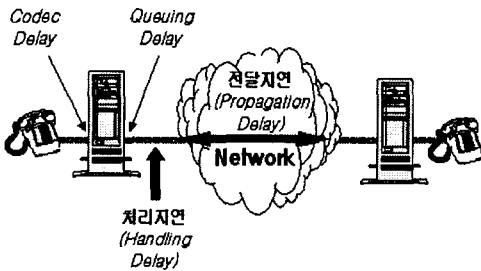 Codec
Delay
Queuing
Delay
전달지연
(Propagation
Delay)
Network
처리지연
(Handling
Delay)